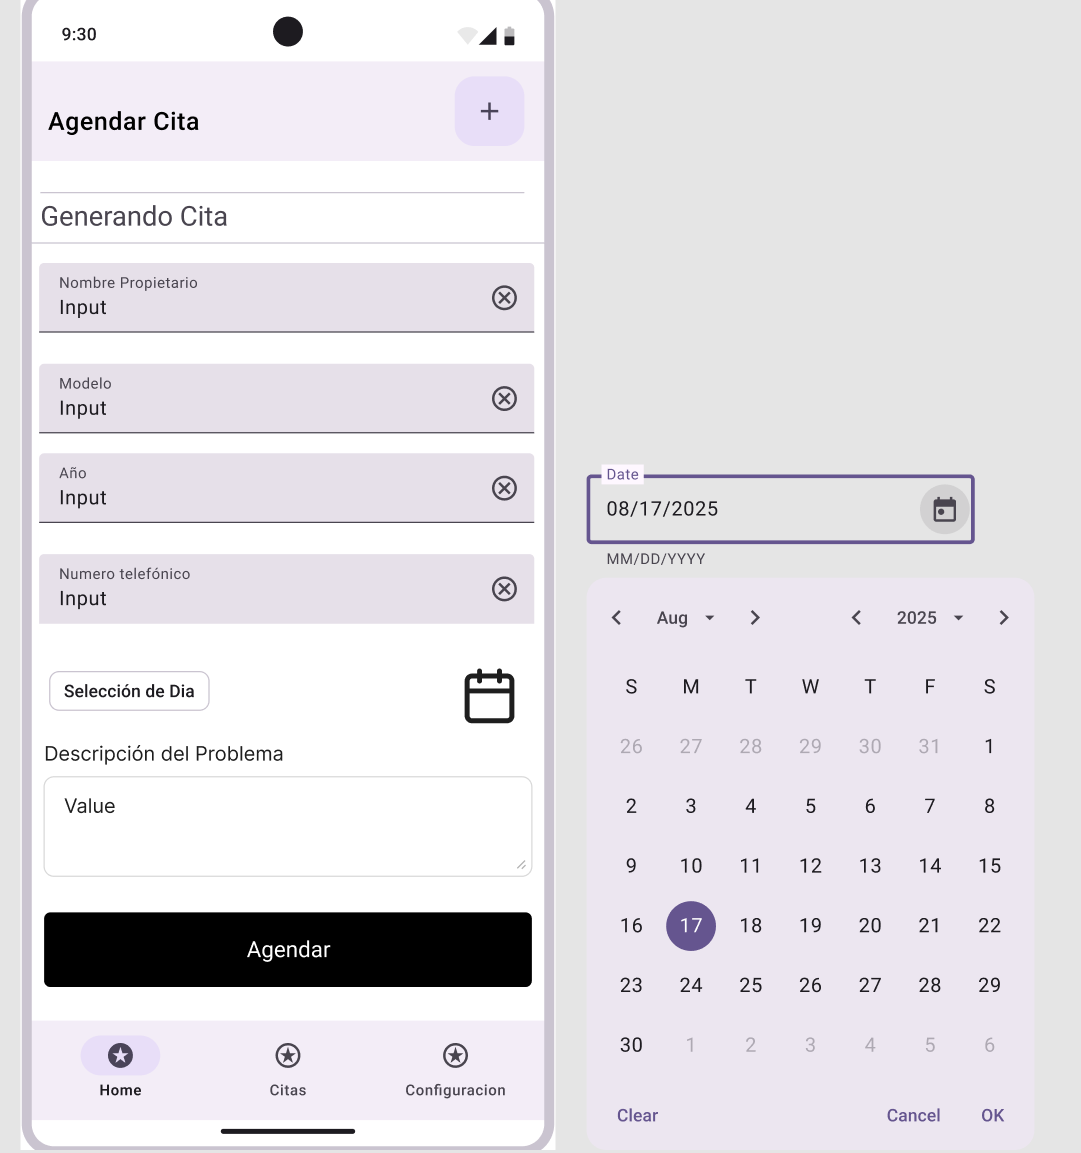 9:30
Agendar Cita
Generando Cita
Nombre Propietario
Input
Modelo
Input
Año
Input
Numero telefónico
Input
Selección de Dia
Descripción del Problema
Value
Agendar
Home Citas Configuracion
Date
08/17/2025
MM/DD/YYYY
Aug 2025
S M T W T F S
26 27 28 29 30 31 1
2 3 4 5 6 7 8
9 10 11 12 13 14 15
16 17 18 19 20 21 22
23 24 25 26 27 28 29
30 1 2 3 4 5 6
Clear Cancel OK